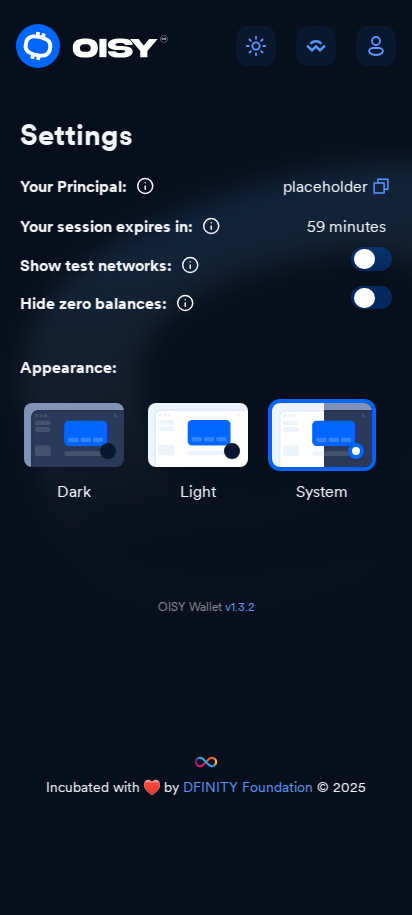 OISY
Settings
Your Principal: placeholder
Your session expires in: 59 minutes
Show test networks:
Hide zero balances:
Appearance:
Dark Light System
OISY Wallet v1.3.2
Incubated with ❤️ by DFINITY Foundation © 2025